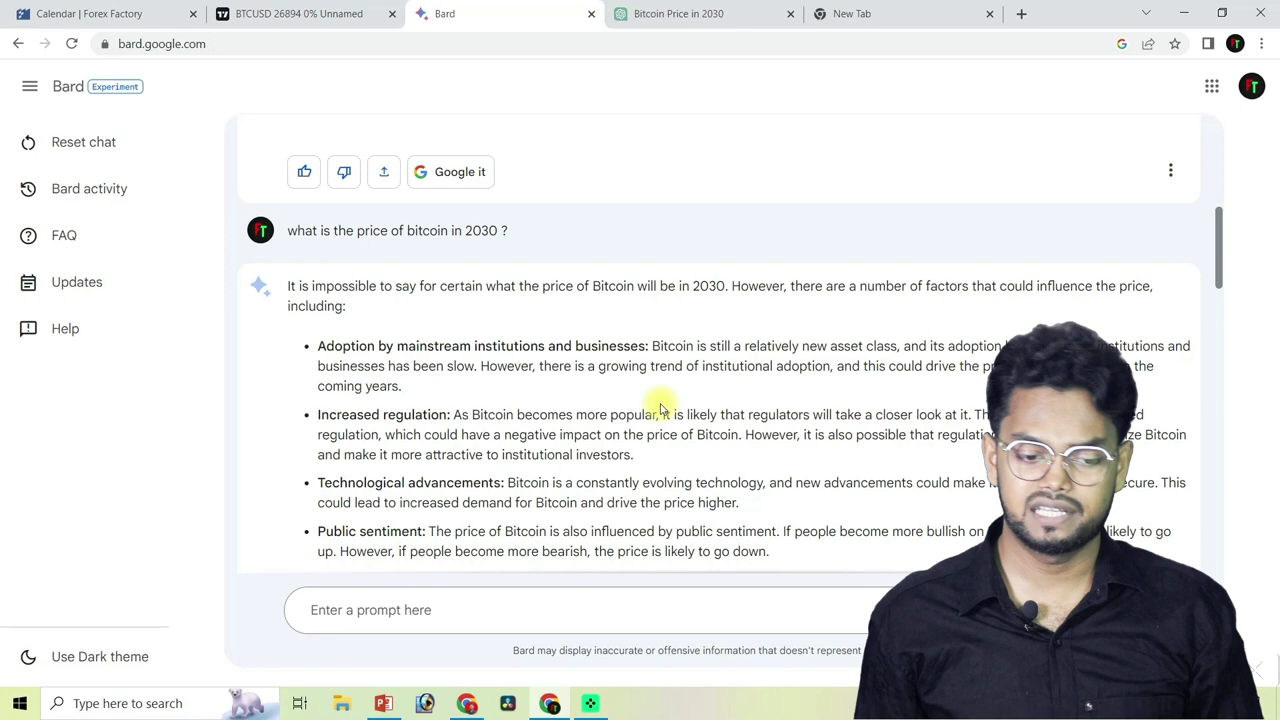 Calendar | Forex Factory
BTCUSD 26894 0% Unnamed
Bard
Bitcoin Price in 2030
New Tab
bard.google.com
Bard Experiment
Reset chat
Bard activity
FAQ
Updates
Help
Use Dark theme
Google it
what is the price of bitcoin in 2030 ?
It is impossible to say for certain what the price of Bitcoin will be in 2030. However, there are a number of factors that could influence the price,
including:
• Adoption by mainstream institutions and businesses: Bitcoin is still a relatively new asset class, and its adoption and
businesses has been slow. However, there is a growing trend of institutional adoption, and this could drive the the
coming years.
• Increased regulation: As Bitcoin becomes more popular, it is likely that regulators will take a closer look at it.
regulation, which could have a negative impact on the price of Bitcoin. However, it is also possible that Bitcoin
and make it more attractive to institutional investors.
• Technological advancements: Bitcoin is a constantly evolving technology, and new advancements could make This
could lead to increased demand for Bitcoin and drive the price higher.
• Public sentiment: The price of Bitcoin is also influenced by public sentiment. If people become more bullish on likely to go
up. However, if people become more bearish, the price is likely to go down.
Enter a prompt here
Bard may display inaccurate or offensive information that doesn't represent
Type here to search